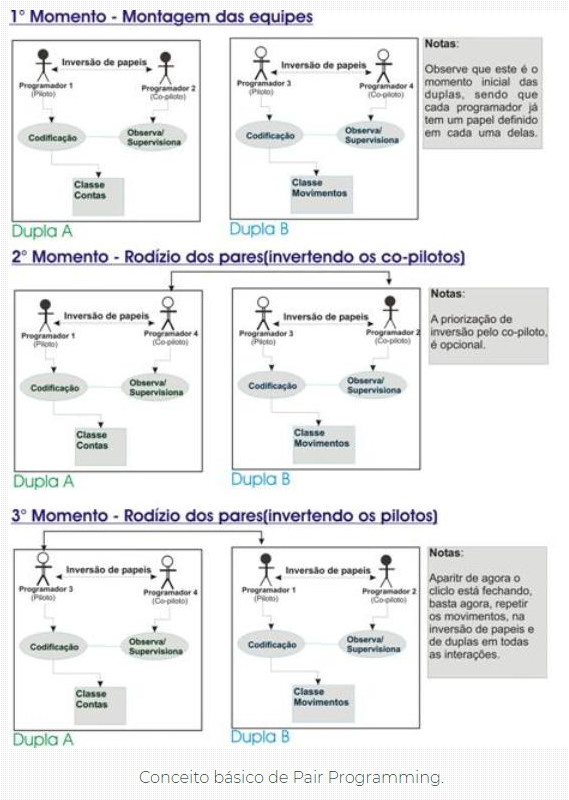 1° Momento - Montagem das equipes
Inversão de papeis
Programador 1
(Piloto)
Programador 2
(Co-piloto)
Codificação
Observa/
Supervisiona
Classe
Contas
Dupla A
Inversão de papeis
Programador 3
(Piloto)
Programador 4
(Co-piloto)
Codificação
Observa/
Supervisiona
Classe
Movimentos
Dupla B
Notas:
Observe que este é o
momento inicial das
duplas, sendo que
cada programador já
tem um papel definido
em cada uma delas.
2° Momento - Rodízio dos pares(invertendo os co-pilotos)
Inversão de papeis
Programador 1
(Piloto)
Programador 4
(Co-piloto)
Codificação
Observa/
Supervisiona
Classe
Contas
Dupla A
Inversão de papeis
Programador 3
(Piloto)
Programador 2
(Co-piloto)
Codificação
Observa/
Supervisiona
Classe
Movimentos
Dupla B
Notas:
A priorização de
inversão pelo co-piloto,
é opcional.
3° Momento - Rodízio dos pares(invertendo os pilotos)
Inversão de papeis
Programador 3
(Piloto)
Programador 4
(Co-piloto)
Codificação
Observa/
Supervisiona
Classe
Contas
Dupla A
Inversão de papeis
Programador 1
(Piloto)
Programador 2
(Co-piloto)
Codificação
Observa/
Supervisiona
Classe
Movimentos
Dupla B
Notas:
Aparitr de agora o
cliclo está fechando,
basta agora, repetir
os movimentos, na
inversão de papeis e
de duplas em todas
as interações.
Conceito básico de Pair Programming.